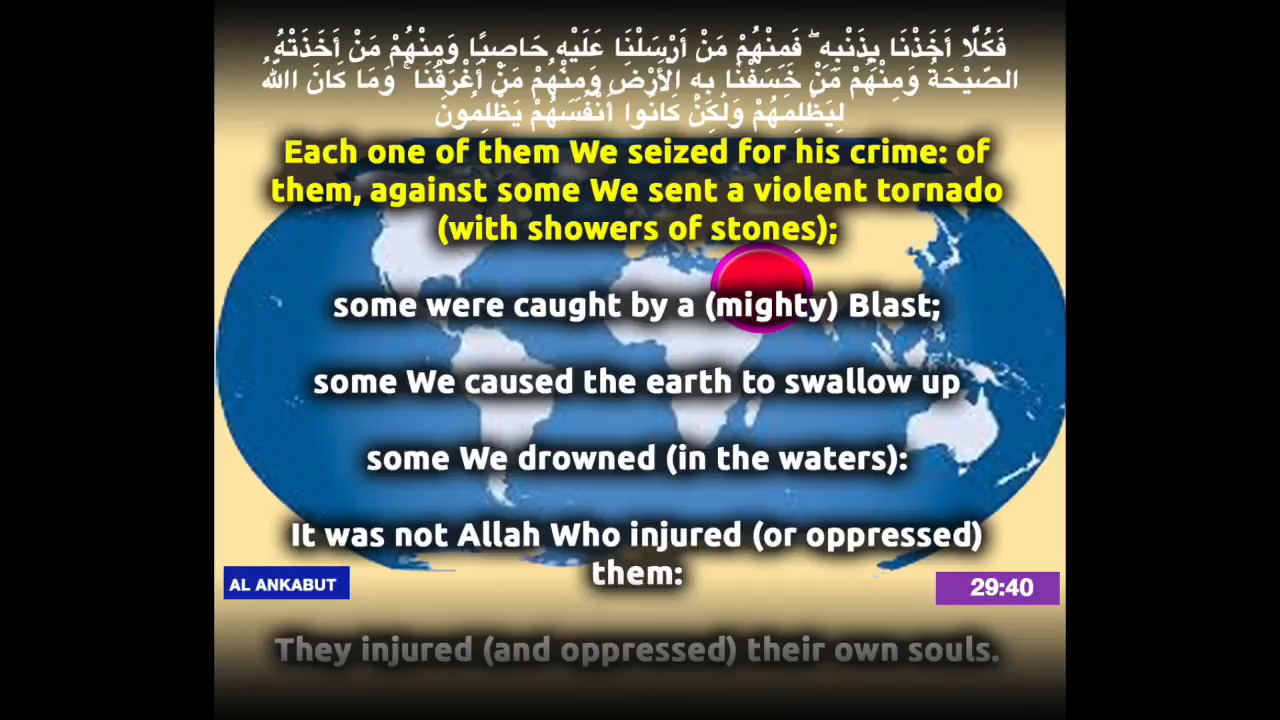 فَكُلًّا أَخَذْنَا بِذَنْبِهِ ۖ فَمِنْهُمْ مَنْ أَرْسَلْنَا عَلَيْهِ حَاصِبًا وَمِنْهُمْ مَنْ أَخَذَتْهُ
الصَّيْحَةُ وَمِنْهُمْ مَنْ خَسَفْنَا بِهِ الْأَرْضَ وَمِنْهُمْ مَنْ أَغْرَقْنَا ۚ وَمَا كَانَ اللَّهُ
لِيَظْلِمَهُمْ وَلَٰكِنْ كَانُوا أَنْفُسَهُمْ يَظْلِمُونَ
Each one of them We seized for his crime: of
them, against some We sent a violent tornado
(with showers of stones);
some were caught by a (mighty) Blast;
some We caused the earth to swallow up
some We drowned (in the waters):
It was not Allah Who injured (or oppressed)
them:
AL ANKABUT
29:40
They injured (and oppressed) their own souls.